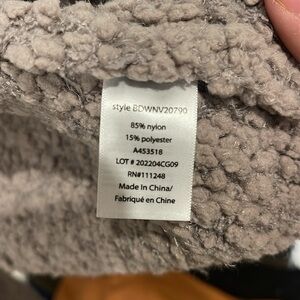 style BDWNV20790
85% nylon
15% polyester
A453518
LOT # 202204CG09
RN#111248
Made In China/
Fabriqué en Chine